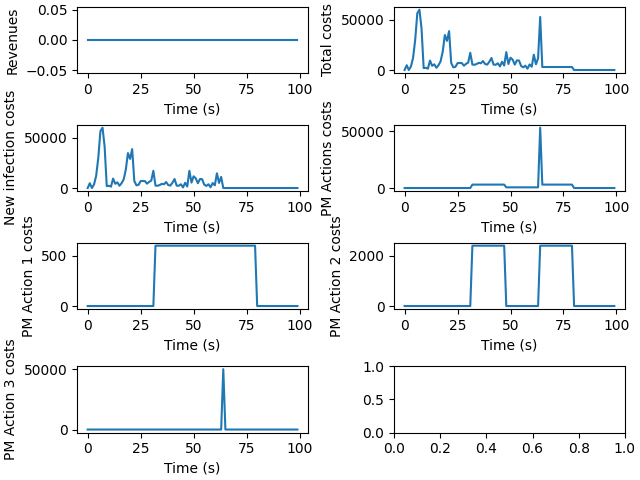 Revenues
0.05
0.00
−0.05
0 25 50 75 100
Time (s)
Total costs
50000
0
0 25 50 75 100
Time (s)
New infection costs
50000
0
0 25 50 75 100
Time (s)
PM Actions costs
50000
0
0 25 50 75 100
Time (s)
PM Action 1 costs
500
0
0 25 50 75 100
Time (s)
PM Action 2 costs
2000
0
0 25 50 75 100
Time (s)
PM Action 3 costs
50000
0
0 25 50 75 100
Time (s)
1.0
0.5
0.0
0.0 0.2 0.4 0.6 0.8 1.0